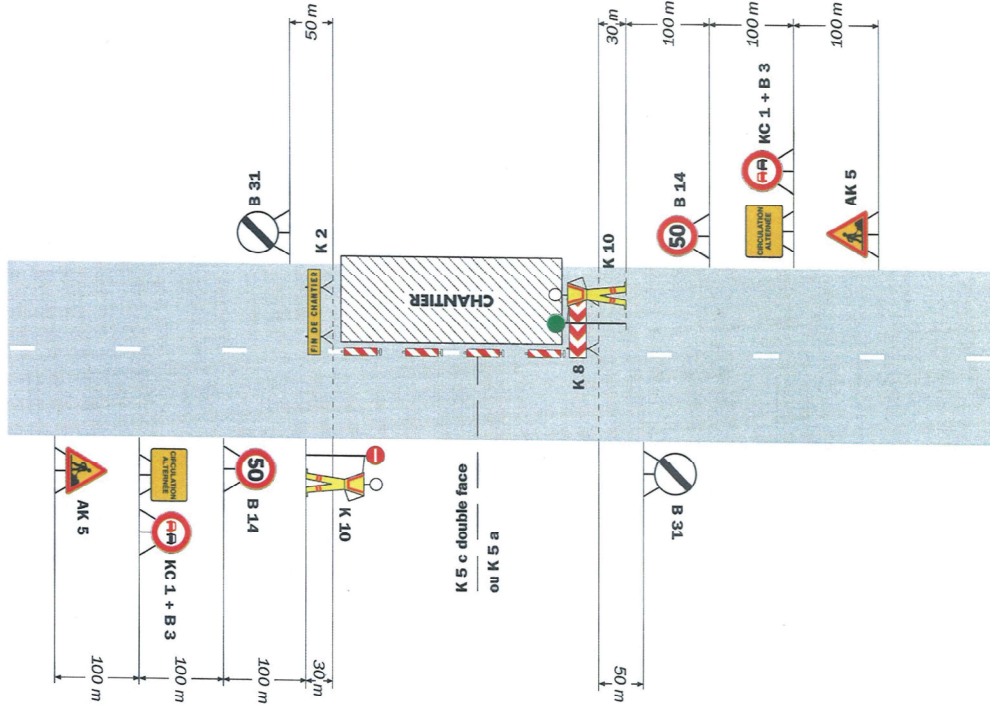 50 m
30 m
100 m
100 m
100 m
B 31
K 2
FIN DE CHANTIER
CHANTIER
K 10
K 8
50
B 14
KC 1 + B 3
CIRCULATION
ALTERNÉE
AK 5
AK 5
CIRCULATION
ALTERNÉE
KC 1 + B 3
50
B 14
K 10
K 5 c double face
ou K 5 a
B 31
100 m
100 m
100 m
30 m
50 m